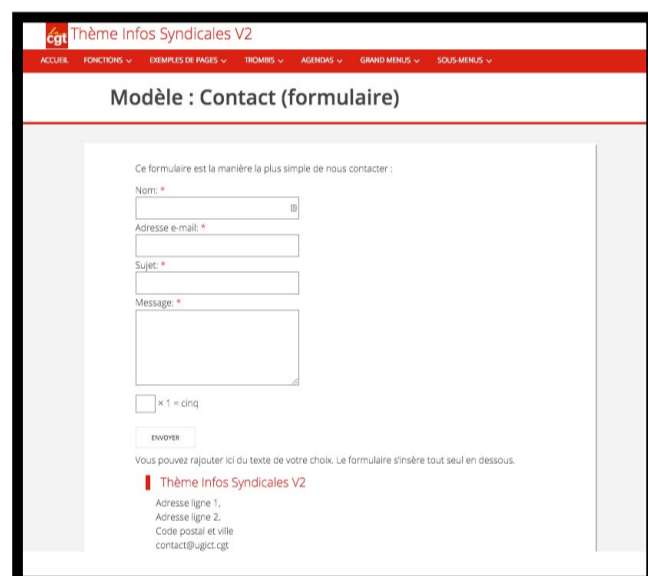 cgt Thème Infos Syndicales V2
ACCUEIL FONCTIONS EXEMPLES DE PAGES TROMBIS AGENDAS GRAND MENUS SOUS-MENUS
Modèle : Contact (formulaire)
Ce formulaire est la manière la plus simple de nous contacter :
Nom: *
Adresse e-mail: *
Sujet: *
Message: *
× 1 = cinq
ENVOYER
Vous pouvez rajouter ici du texte de votre choix. Le formulaire s'insère tout seul en dessous.
Thème Infos Syndicales V2
Adresse ligne 1,
Adresse ligne 2,
Code postal et ville
contact@ugict.cgt